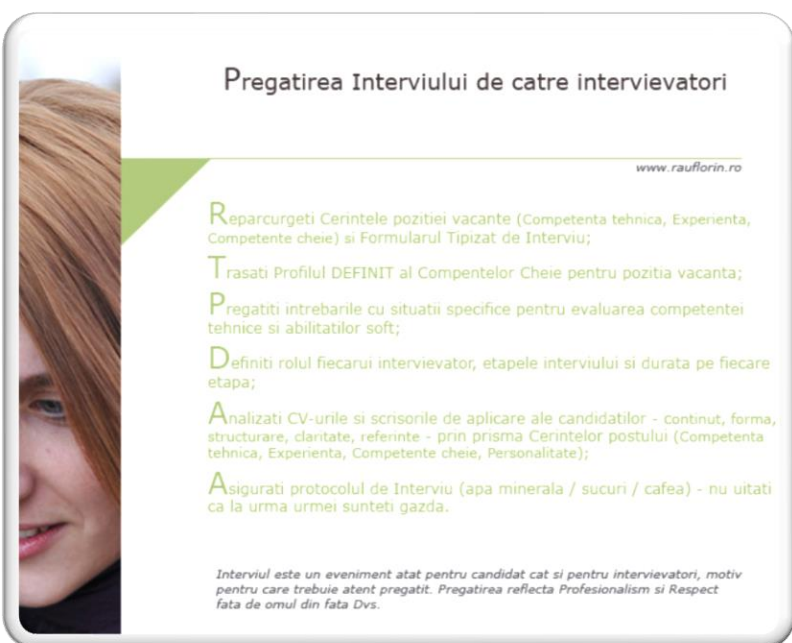 Pregatirea Interviului de catre intervievatori
www.rauflorin.ro
Reparcurgeti Cerintele pozitiei vacante (Competenta tehnica, Experienta,
Competente cheie) si Formularul Tipizat de Interviu;
Trasati Profilul DEFINIT al Compentelor Cheie pentru pozitia vacanta;
Pregatiti intrebarile cu situatii specifice pentru evaluarea competentei
tehnice si abilitatilor soft;
Definiti rolul fiecarui intervievator, etapele interviului si durata pe fiecare
etapa;
Analizati CV-urile si scrisorile de aplicare ale candidatilor - continut, forma,
structurare, claritate, referinte - prin prisma Cerintelor postului (Competenta
tehnica, Experienta, Competente cheie, Personalitate);
Asigurati protocolul de Interviu (apa minerala / sucuri / cafea) - nu uitati
ca la urma urmei sunteti gazda.
Interviul este un eveniment atat pentru candidat cat si pentru intervievatori, motiv
pentru care trebuie atent pregatit. Pregatirea reflecta Profesionalism si Respect
fata de omul din fata Dvs.